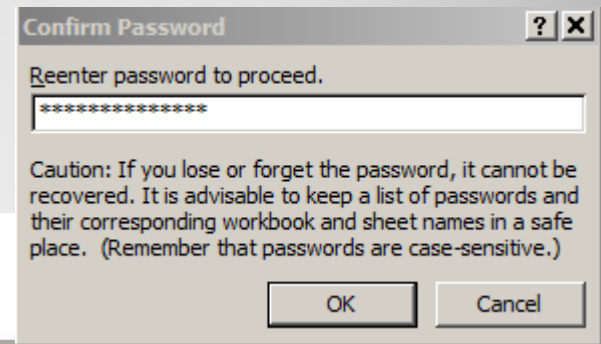 Confirm Password
Reenter password to proceed.
**************
Caution: If you lose or forget the password, it cannot be
recovered. It is advisable to keep a list of passwords and
their corresponding workbook and sheet names in a safe
place. (Remember that passwords are case-sensitive.)
OK Cancel